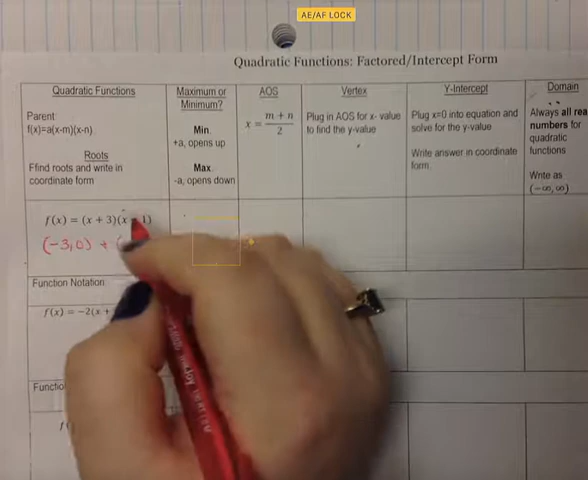 AE/AF LOCK
Quadratic Functions: Factored/Intercept Form
Quadratic Functions
Parent
f(x)=a(x-m)(x-n)
Roots
Ffind roots and write in
coordinate form
Maximum or
Minimum?
Min.
+a, opens up
Max.
-a, opens down
AOS
x = m + n / 2
Vertex
Plug in AOS for x- value
to find the y-value
Y-Intercept
Plug x=0 into equation and
solve for the y-value
Write answer in coordinate
form
Domain
Always all rea
numbers for
quadratic
functions
Write as
(-∞, ∞)
f(x) = (x + 3)(x - 1)
(-3,0) + (
Function Notation
f(x) = -2(x +
Functio